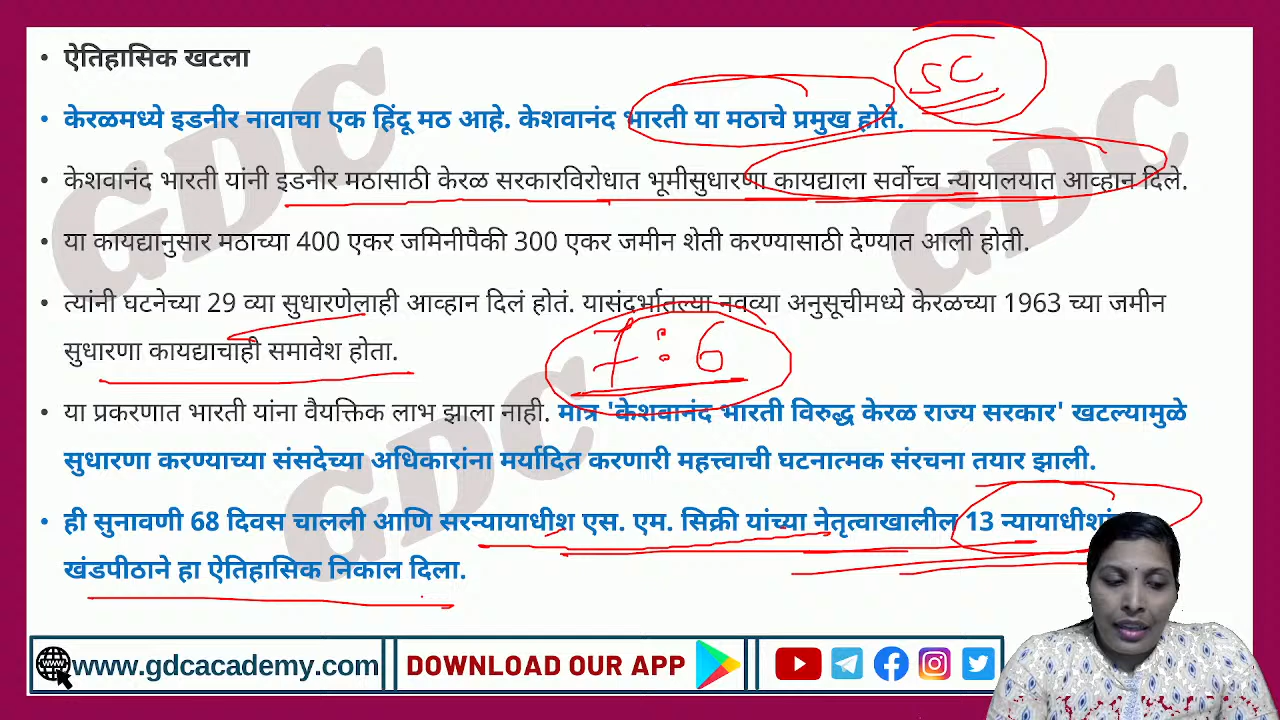 ऐतिहासिक खटला
SC
केरळमध्ये इडनीर नावाचा एक हिंदू मठ आहे. केशवानंद भारती या मठाचे प्रमुख होते.
केशवानंद भारती यांनी इडनीर मठासाठी केरळ सरकारविरोधात भूमीसुधारणा कायद्याला सर्वोच्च न्यायालयात आव्हान दिले.
या कायद्यानुसार मठाच्या 400 एकर जमिनीपैकी 300 एकर जमीन शेती करण्यासाठी देण्यात आली होती.
त्यांनी घटनेच्या 29 व्या सुधारणेलाही आव्हान दिलं होतं. यासंदर्भातल्या नवव्या अनुसूचीमध्ये केरळच्या 1963 च्या जमीन
सुधारणा कायद्याचाही समावेश होता.
7 : 6
या प्रकरणात भारती यांना वैयक्तिक लाभ झाला नाही. मात्र 'केशवानंद भारती विरुद्ध केरळ राज्य सरकार' खटल्यामुळे
सुधारणा करण्याच्या संसदेच्या अधिकारांना मर्यादित करणारी महत्त्वाची घटनात्मक संरचना तयार झाली.
ही सुनावणी 68 दिवस चालली आणि सरन्यायाधीश एस. एम. सिक्री यांच्या नेतृत्वाखालील 13
खंडपीठाने हा ऐतिहासिक निकाल दिला.
GDC
GDC
GDC
www.gdcacademy.com DOWNLOAD OUR APP